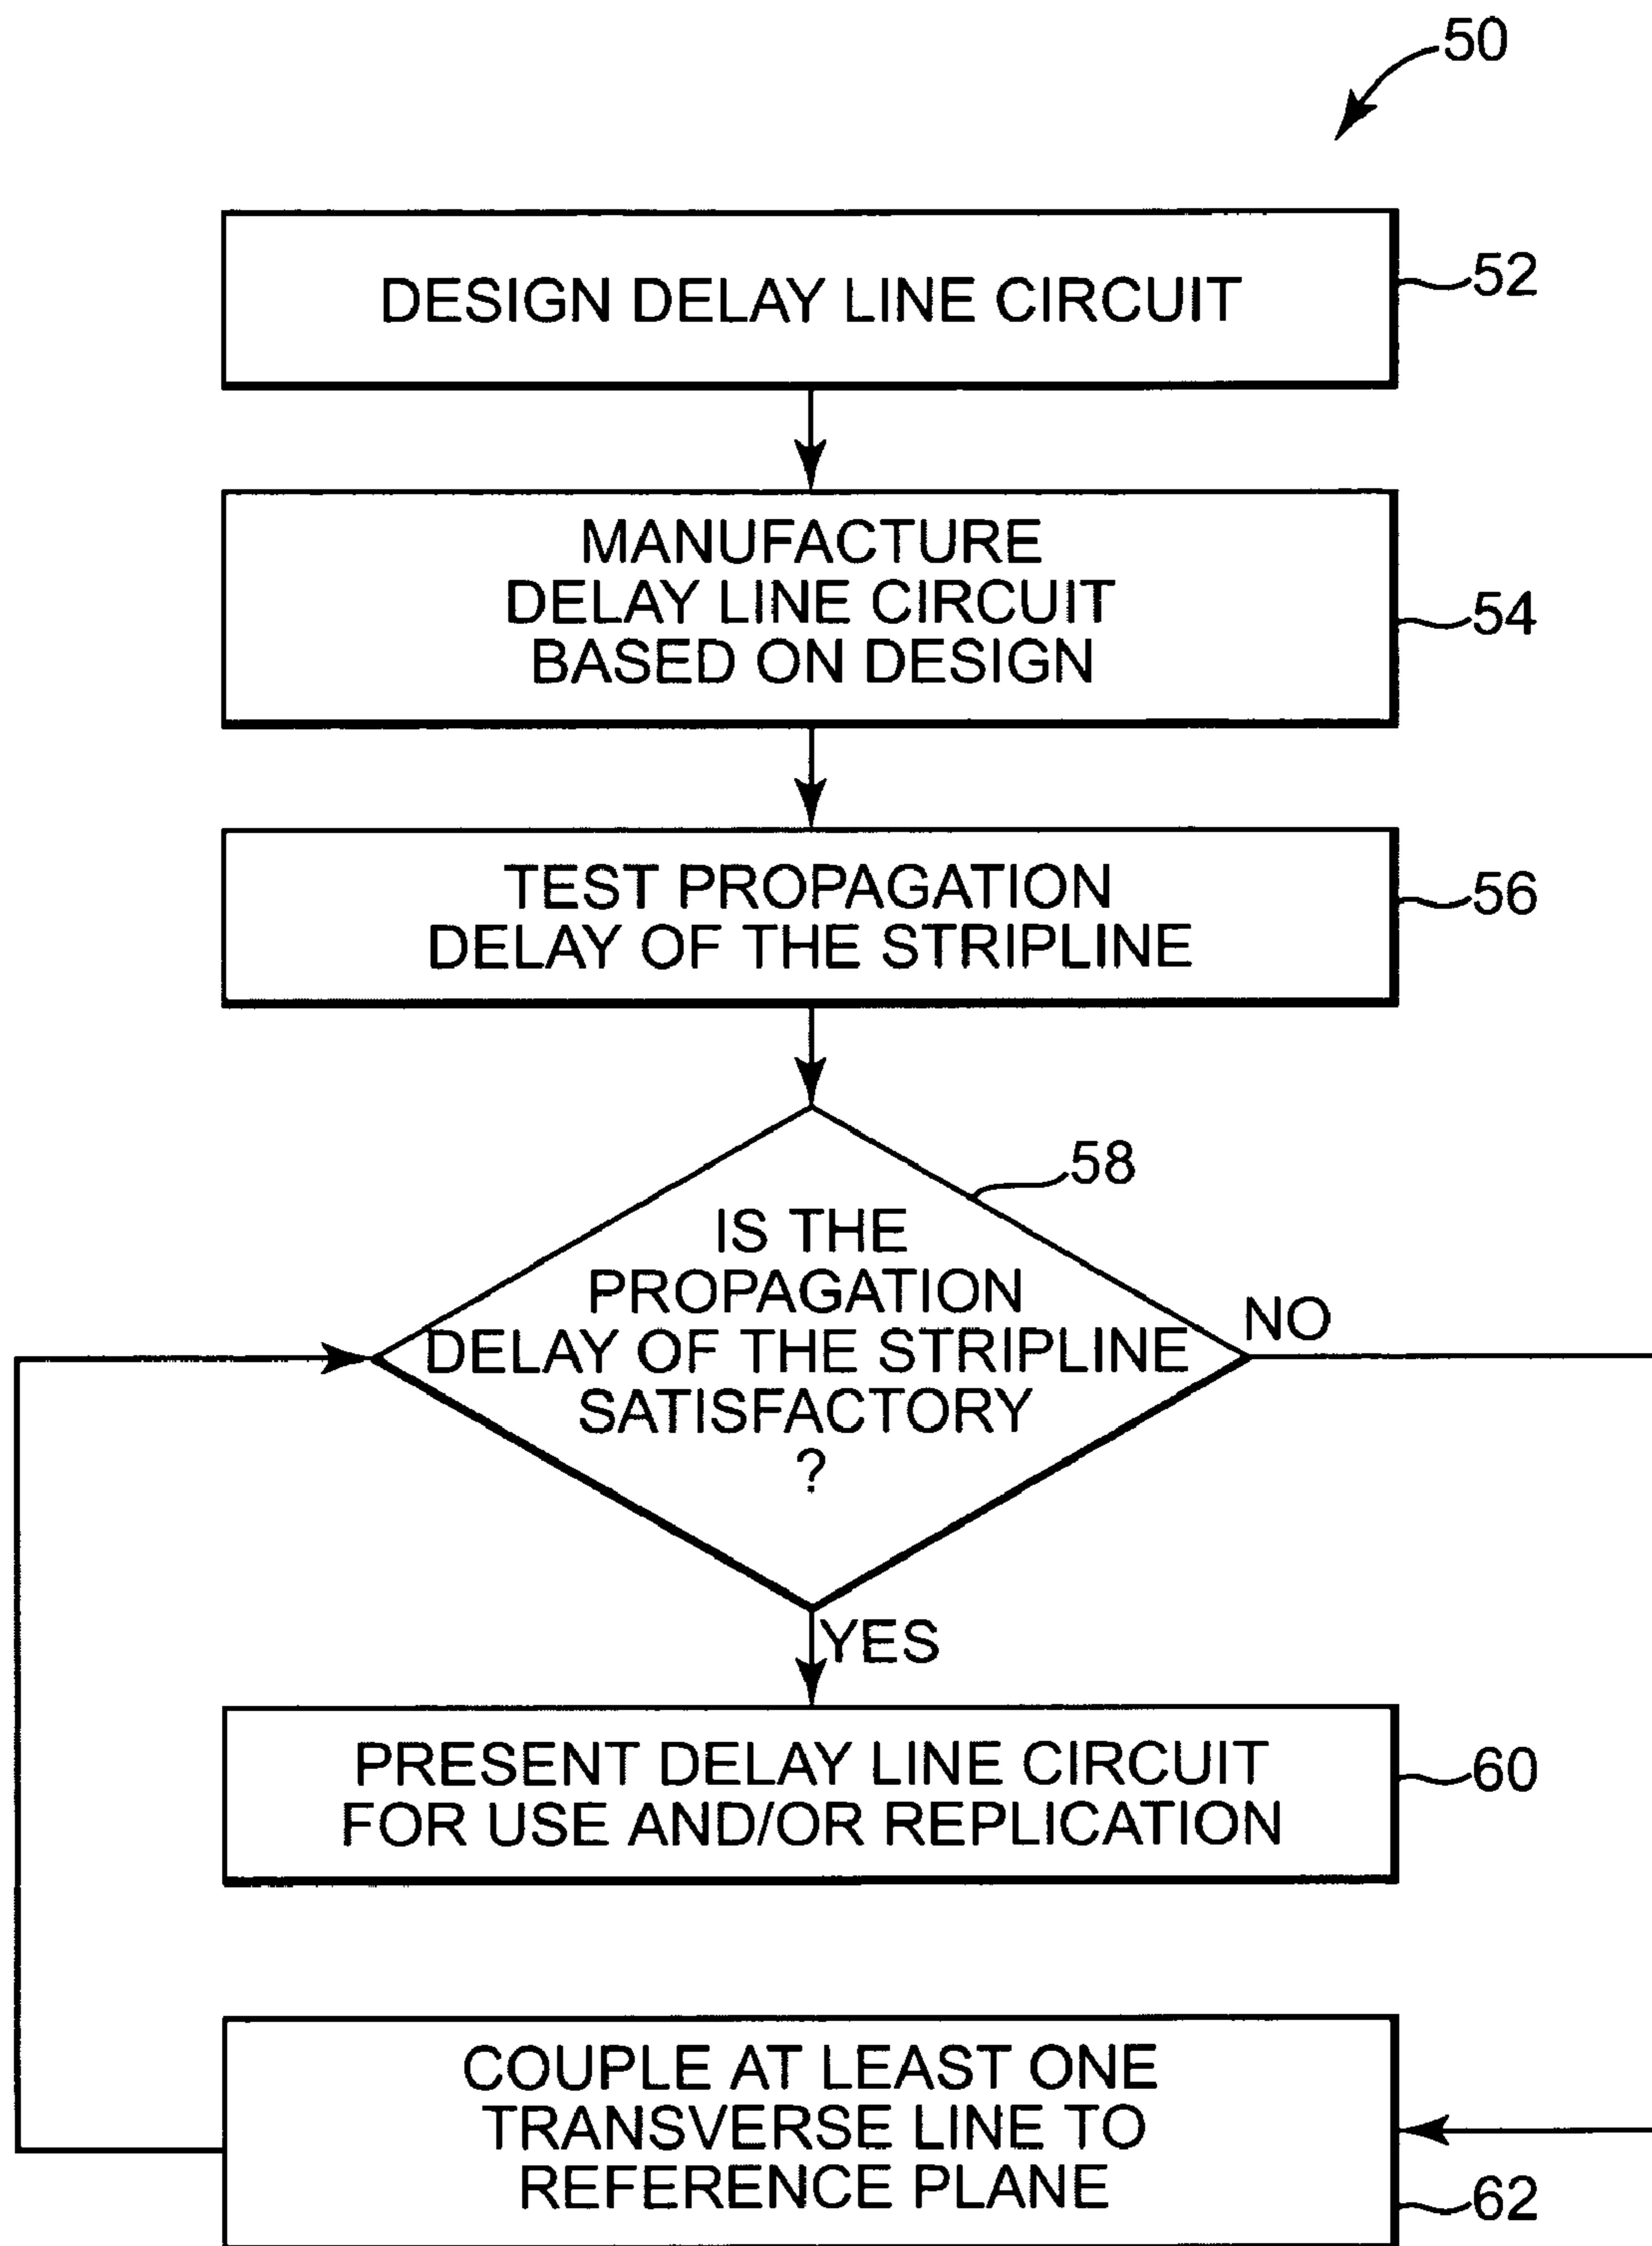 50
DESIGN DELAY LINE CIRCUIT
52
MANUFACTURE
DELAY LINE CIRCUIT
BASED ON DESIGN
54
TEST PROPAGATION
DELAY OF THE STRIPLINE
56
58
IS THE
PROPAGATION
DELAY OF THE STRIPLINE
SATISFACTORY
?
NO
YES
PRESENT DELAY LINE CIRCUIT
FOR USE AND/OR REPLICATION
60
COUPLE AT LEAST ONE
TRANSVERSE LINE TO
REFERENCE PLANE
62